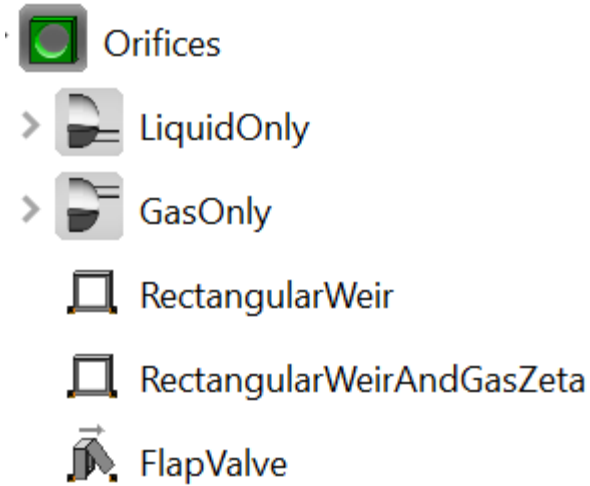 Orifices
LiquidOnly
GasOnly
RectangularWeir
RectangularWeirAndGasZeta
FlapValve